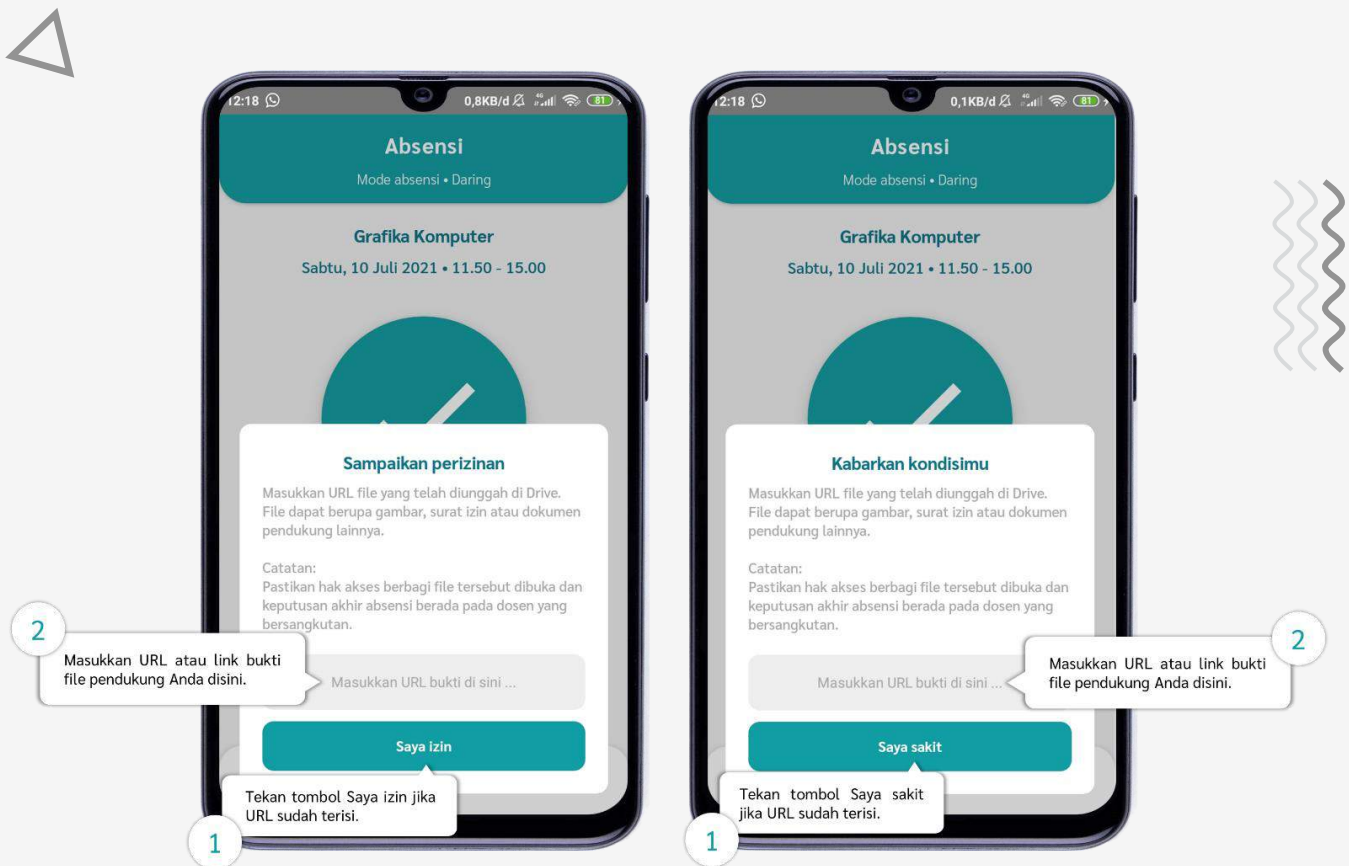 12:18
0,8KB/d
4G
81
Absensi
Mode absensi • Daring
Grafika Komputer
Sabtu, 10 Juli 2021 • 11.50 - 15.00
Sampaikan perizinan
Masukkan URL file yang telah diunggah di Drive.
File dapat berupa gambar, surat izin atau dokumen
pendukung lainnya.
Catatan:
Pastikan hak akses berbagi file tersebut dibuka dan
keputusan akhir absensi berada pada dosen yang
bersangkutan.
2
Masukkan URL atau link bukti
file pendukung Anda disini.
Masukkan URL bukti di sini ...
Saya izin
Tekan tombol Saya izin jika
URL sudah terisi.
1
12:18
0,1KB/d
4G
81
Absensi
Mode absensi • Daring
Grafika Komputer
Sabtu, 10 Juli 2021 • 11.50 - 15.00
Kabarkan kondisimu
Masukkan URL file yang telah diunggah di Drive.
File dapat berupa gambar, surat izin atau dokumen
pendukung lainnya.
Catatan:
Pastikan hak akses berbagi file tersebut dibuka dan
keputusan akhir absensi berada pada dosen yang
bersangkutan.
2
Masukkan URL atau link bukti
file pendukung Anda disini.
Masukkan URL bukti di sini ...
Saya sakit
Tekan tombol Saya sakit
jika URL sudah terisi.
1